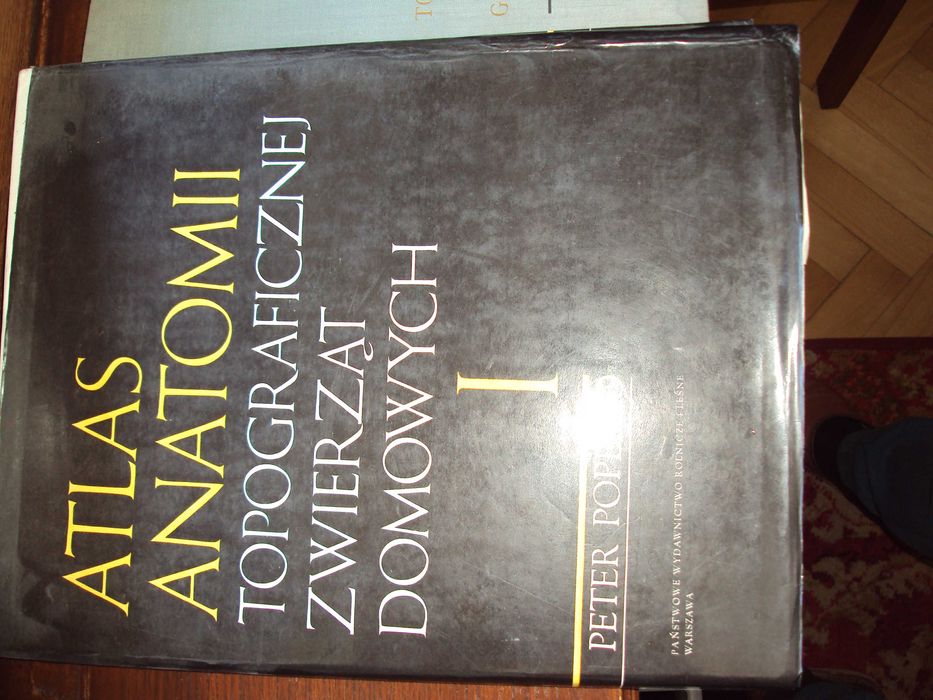 ATLAS
ANATOMII
TOPOGRAFICZNEJ
ZWIERZĄT
DOMOWYCH
I
PETER
PAŃSTWOWE WYDAWNICTWO ROLNICZE I LEŚNE
WARSZAWA